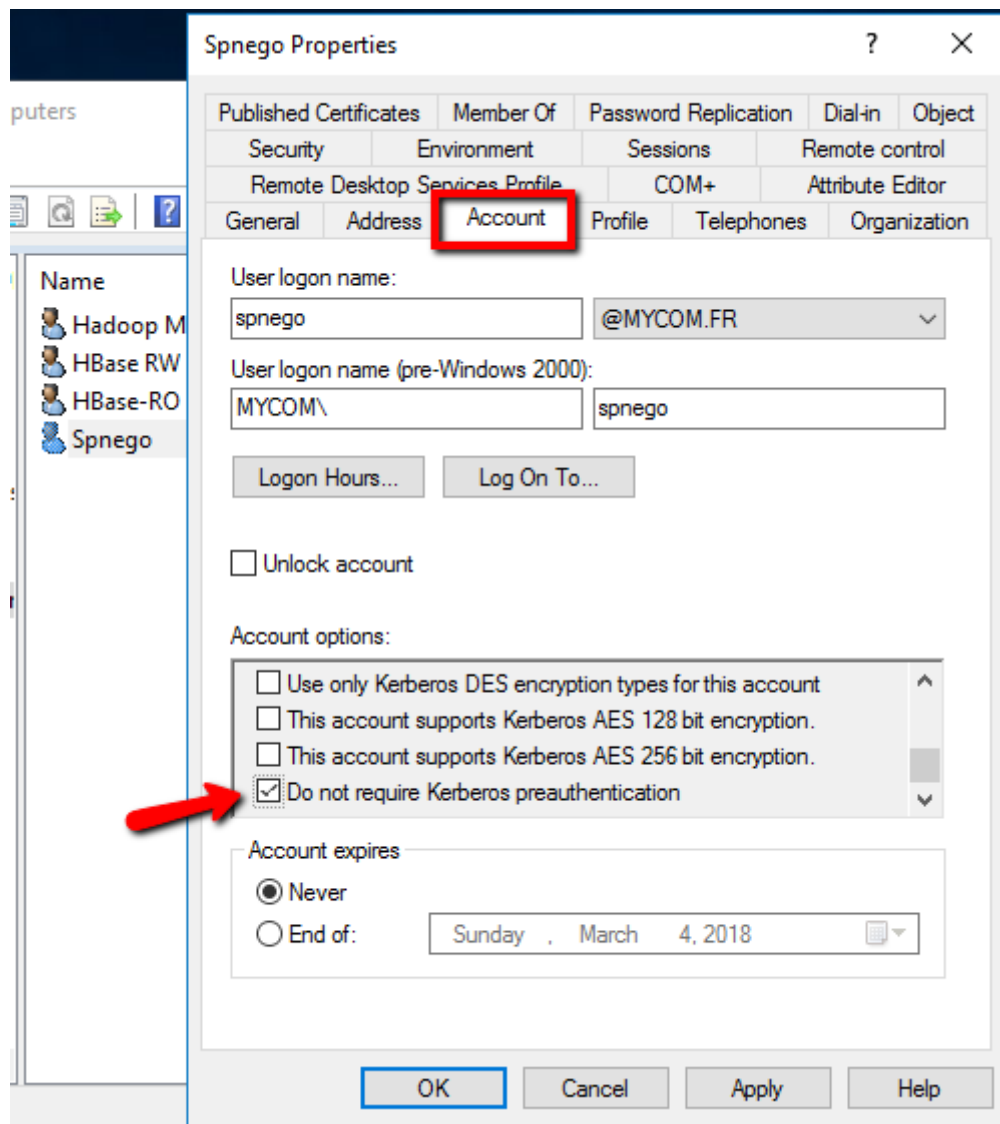 Spnego Properties
puters
Published Certificates Member Of Password Replication Dial-in Object
Security Environment Sessions Remote control
Remote Desktop Services Profile COM+ Attribute Editor
General Address Account Profile Telephones Organization
Name
Hadoop M
HBase RW
HBase-RO
Spnego
User logon name:
spnego @MYCOM.FR
User logon name (pre-Windows 2000):
MYCOM\ spnego
Logon Hours... Log On To...
Unlock account
Account options:
Use only Kerberos DES encryption types for this account
This account supports Kerberos AES 128 bit encryption.
This account supports Kerberos AES 256 bit encryption.
Do not require Kerberos preauthentication
Account expires
Never
End of: Sunday , March 4, 2018
OK Cancel Apply Help